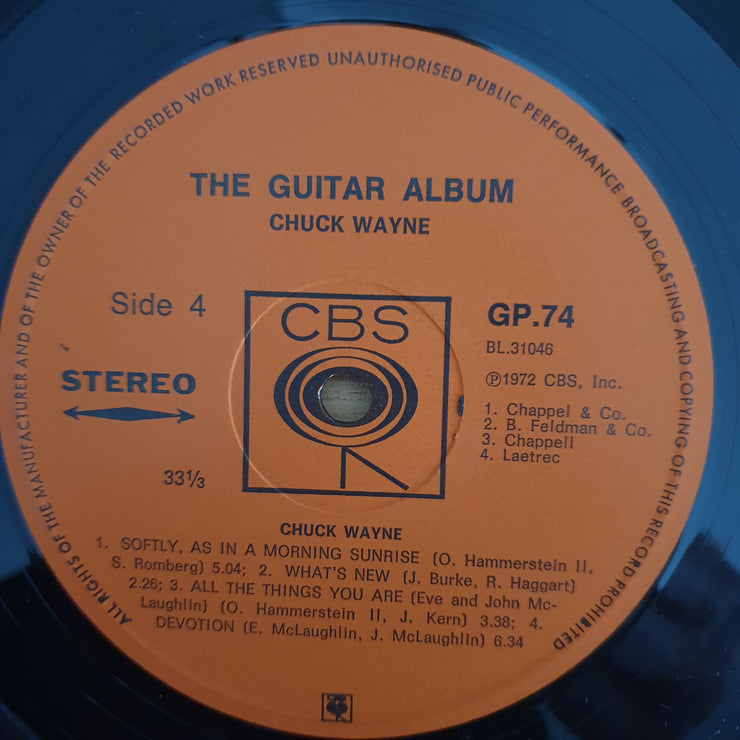 ALL RIGHTS OF THE MANUFACTURER AND OF THE OWNER OF THE RECORDED WORK RESERVED UNAUTHORISED PUBLIC PERFORMANCE BROADCASTING AND COPYING OF THIS RECORD PROHIBITED
THE GUITAR ALBUM
CHUCK WAYNE
Side 4
STEREO
33⅓
CBS
GP.74
BL.31046
℗1972 CBS, Inc.
1. Chappel & Co.
2. B. Feldman & Co.
3. Chappell
4. Laetrec
CHUCK WAYNE
1. SOFTLY, AS IN A MORNING SUNRISE (O. Hammerstein II,
S. Romberg) 5.04; 2. WHAT'S NEW (J. Burke, R. Haggart)
2.26; 3. ALL THE THINGS YOU ARE (Eve and John Mc-
Laughlin) (O. Hammerstein II, J. Kern) 3.38; 4.
DEVOTION (E. McLaughlin, J. McLaughlin) 6.34